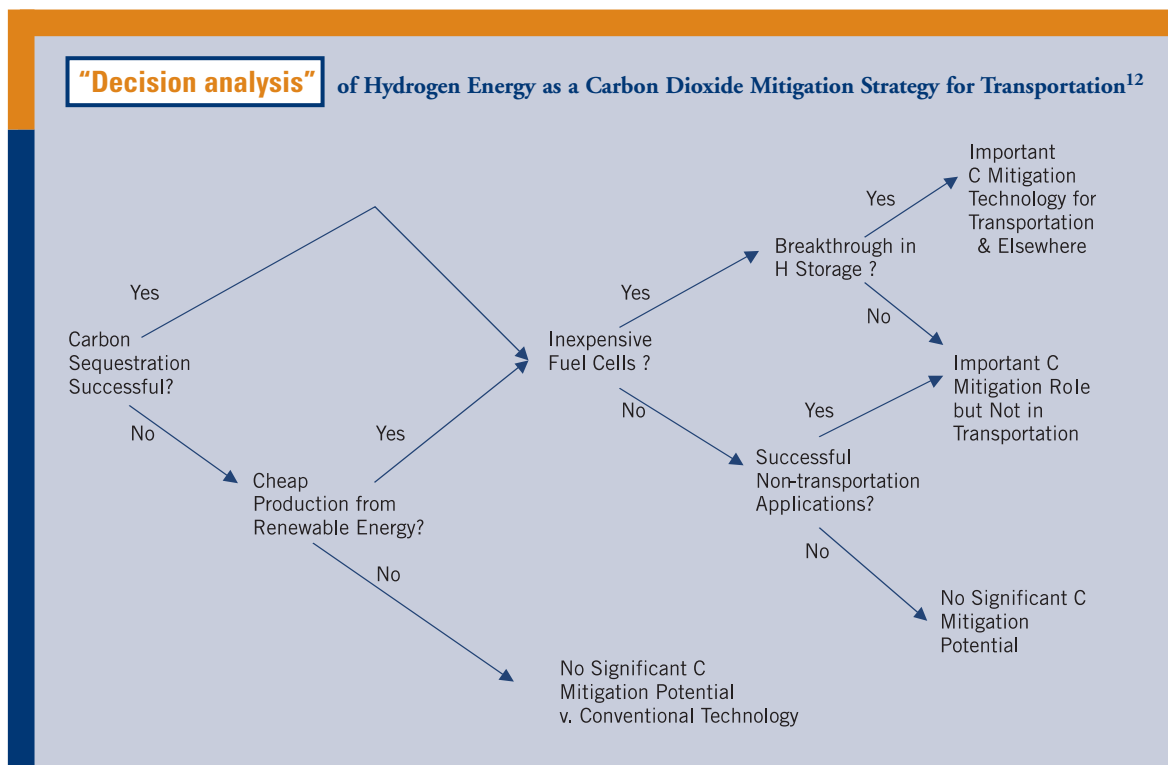 “Decision analysis” of Hydrogen Energy as a Carbon Dioxide Mitigation Strategy for Transportation12
Important
C Mitigation
Technology for
Transportation
& Elsewhere
Yes
Breakthrough in
H Storage ?
Yes
Yes
No
Carbon
Sequestration
Successful?
Inexpensive
Fuel Cells ?
Important C
Mitigation Role
but Not in
Transportation
No
Yes
No
Yes
Cheap
Production from
Renewable Energy?
Successful
Non-transportation
Applications?
No
No
No Significant C
Mitigation
Potential
No Significant C
Mitigation Potential
v. Conventional Technology